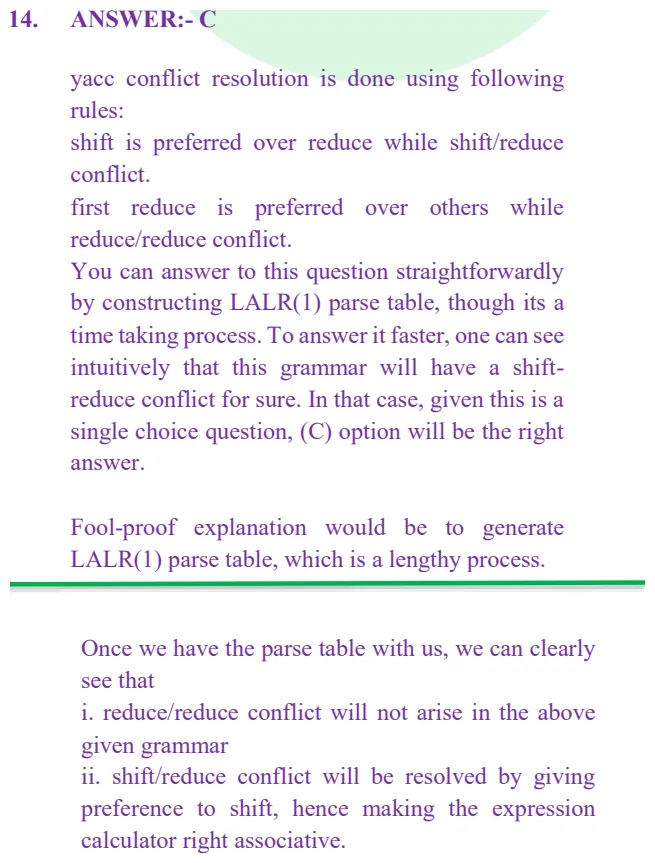 14. ANSWER:- C
yacc conflict resolution is done using following
rules:
shift is preferred over reduce while shift/reduce
conflict.
first reduce is preferred over others while
reduce/reduce conflict.
You can answer to this question straightforwardly
by constructing LALR(1) parse table, though its a
time taking process. To answer it faster, one can see
intuitively that this grammar will have a shift-
reduce conflict for sure. In that case, given this is a
single choice question, (C) option will be the right
answer.
Fool-proof explanation would be to generate
LALR(1) parse table, which is a lengthy process.
Once we have the parse table with us, we can clearly
see that
i. reduce/reduce conflict will not arise in the above
given grammar
ii. shift/reduce conflict will be resolved by giving
preference to shift, hence making the expression
calculator right associative.